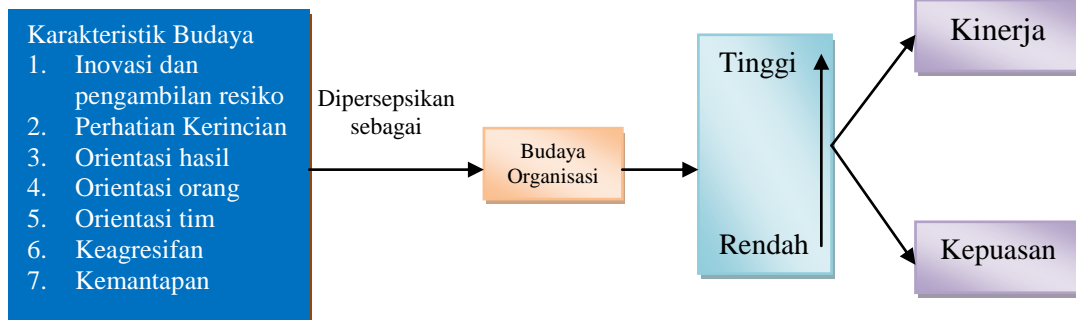 Karakteristik Budaya
1. Inovasi dan
pengambilan resiko
2. Perhatian Kerincian
3. Orientasi hasil
4. Orientasi orang
5. Orientasi tim
6. Keagresifan
7. Kemantapan
Dipersepsikan
sebagai
Budaya
Organisasi
Tinggi
Rendah
Kinerja
Kepuasan